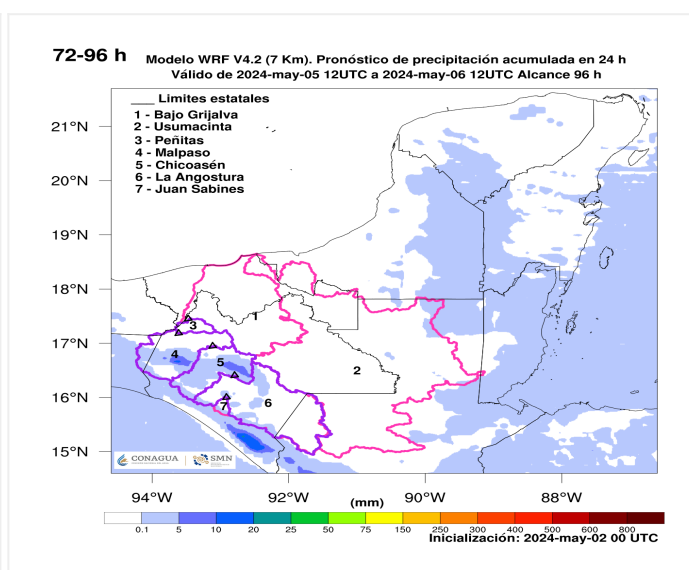 72-96 h
Modelo WRF V4.2 (7 Km). Pronóstico de precipitación acumulada en 24 h
Válido de 2024-may-05 12UTC a 2024-may-06 12UTC Alcance 96 h
___ Limites estatales
1 - Bajo Grijalva
2 - Usumacinta
3 - Peñitas
4 - Malpaso
5 - Chicoasén
6 - La Angostura
7 - Juan Sabines
21°N
20°N
19°N
18°N
17°N
16°N
15°N
1
2
3
4
5
6
7
CONAGUA
SMN
94°W 92°W 90°W 88°W
(mm)
0.1 5 10 20 25 50 75 150 250 300 400 500 600 800
Inicialización: 2024-may-02 00 UTC